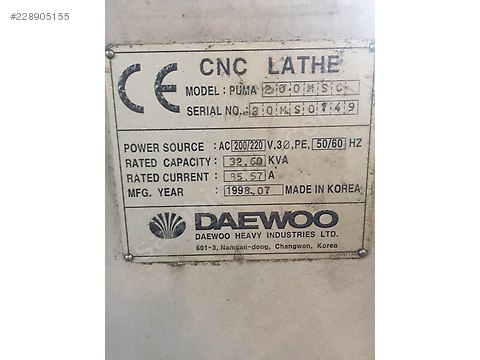 #228905155
CE CNC LATHE
MODEL: PUMA 200MSC
SERIAL NO. 20MS0749
POWER SOURCE : AC 200/220 V.3Ø,PE, 50/60 HZ
RATED CAPACITY: 32.60 KVA
RATED CURRENT : 85.57 A
MFG. YEAR : 1998.07 MADE IN KOREA
DAEWOO
DAEWOO HEAVY INDUSTRIES LTD.
601-3, Namsan-dong, Changwon, Korea